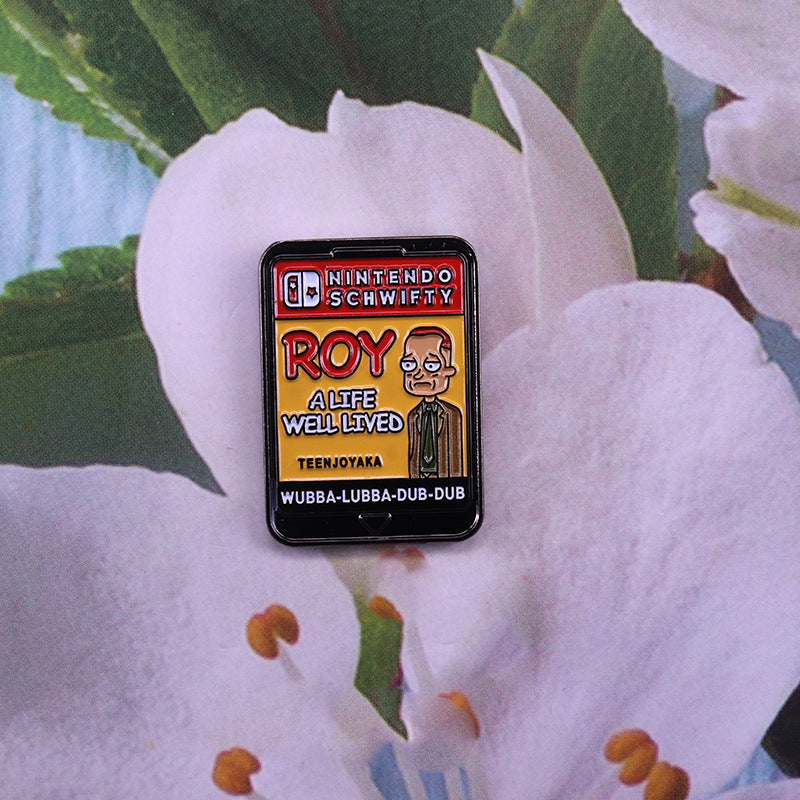 NINTENDO
SCHWIFTY
ROY
A LIFE
WELL LIVED
TEENJOYAKA
WUBBA-LUBBA-DUB-DUB